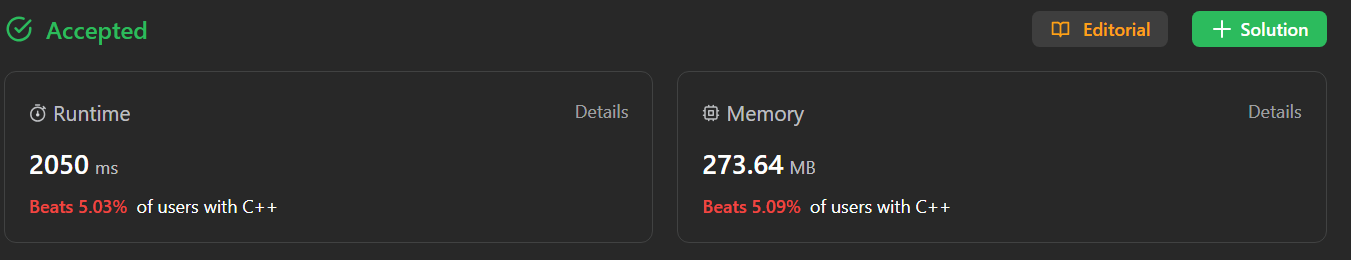 Accepted
Editorial
Solution
Runtime
Details
2050 ms
Beats 5.03% of users with C++
Memory
Details
273.64 MB
Beats 5.09% of users with C++